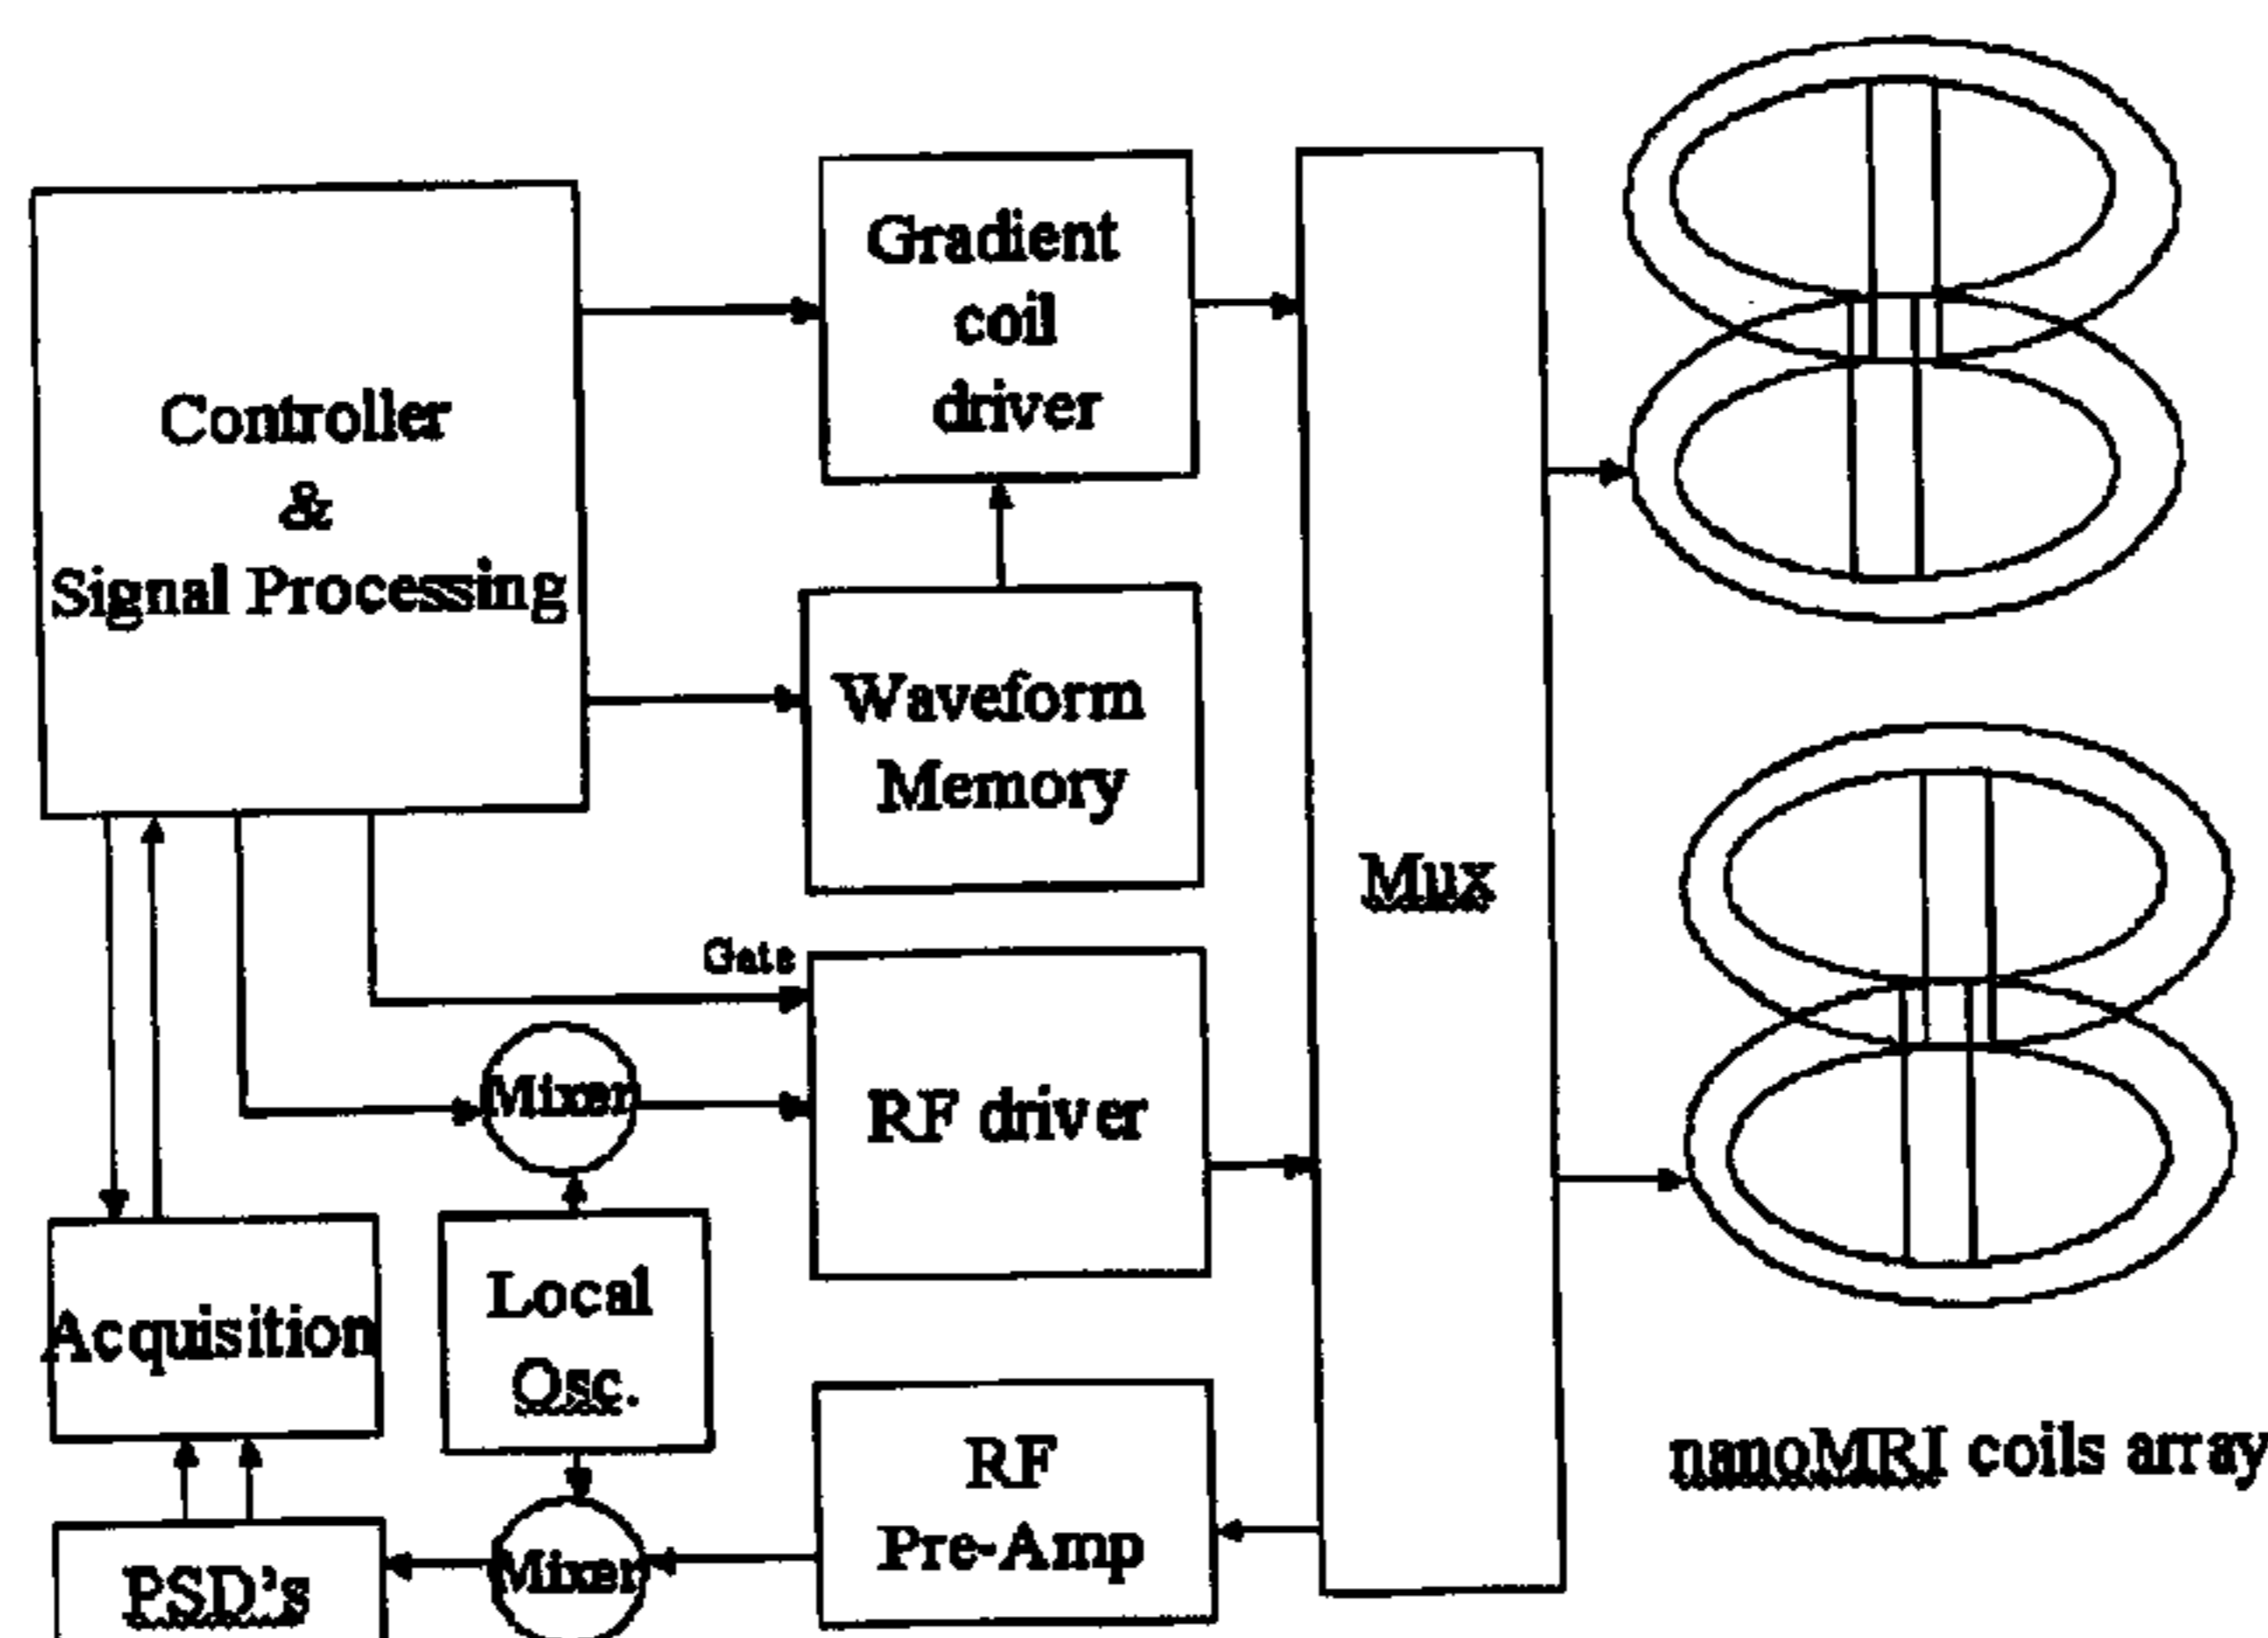 Gradient
coil
driver
Controller
&
Signal Processing
Waveform
Memory
Mux
Gate
Mixer
RF driver
Local
Osc.
Acquisition
RF
Pre-Amp
nanoMRI coils array
Mixer
PSD's